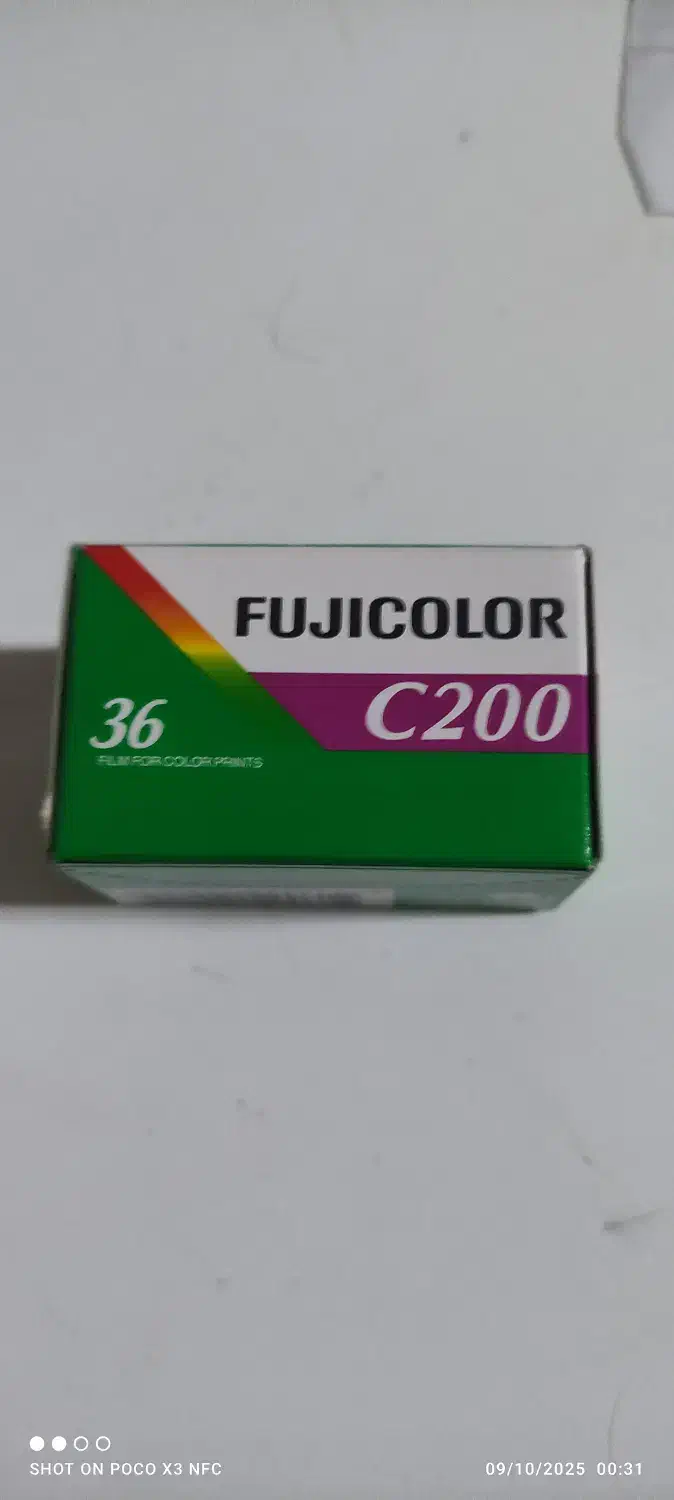 FUJICOLOR
C200
36
FILM FOR COLOR PRINTS
SHOT ON POCO X3 NFC
09/10/2025 00:31